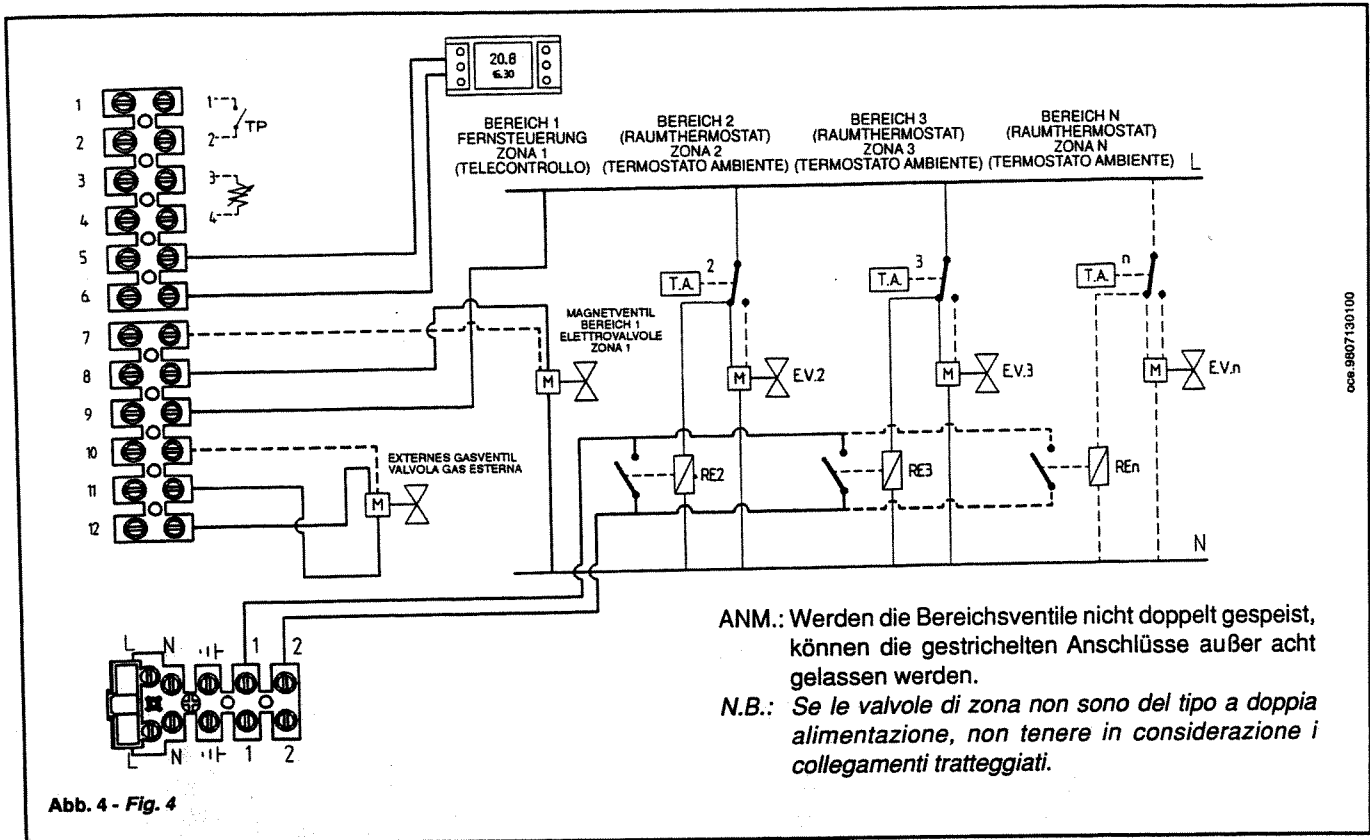 20.8
16.30
1
2
3
4
5
6
7
8
9
10
11
12
1
TP
2
3
4
BEREICH 1
FERNSTEUERUNG
ZONA 1
(TELECONTROLLO)
BEREICH 2
(RAUMTHERMOSTAT)
ZONA 2
(TERMOSTATO AMBIENTE)
BEREICH 3
(RAUMTHERMOSTAT)
ZONA 3
(TERMOSTATO AMBIENTE)
BEREICH N
(RAUMTHERMOSTAT)
ZONA N
(TERMOSTATO AMBIENTE)
L
T.A.
2
T.A.
3
T.A.
n
MAGNETVENTIL
BEREICH 1
ELETTROVALVOLE
ZONA 1
M
M
E.V.2
M
E.V.3
M
E.V.n
EXTERNES GASVENTIL
VALVOLA GAS ESTERNA
M
RE2
RE3
REn
N
oce.9807130100
L
N
1
2
L
N
1
2
ANM.: Werden die Bereichsventile nicht doppelt gespeist,
können die gestrichelten Anschlüsse außer acht
gelassen werden.
N.B.: Se le valvole di zona non sono del tipo a doppia
alimentazione, non tenere in considerazione i
collegamenti tratteggiati.
Abb. 4 - Fig. 4